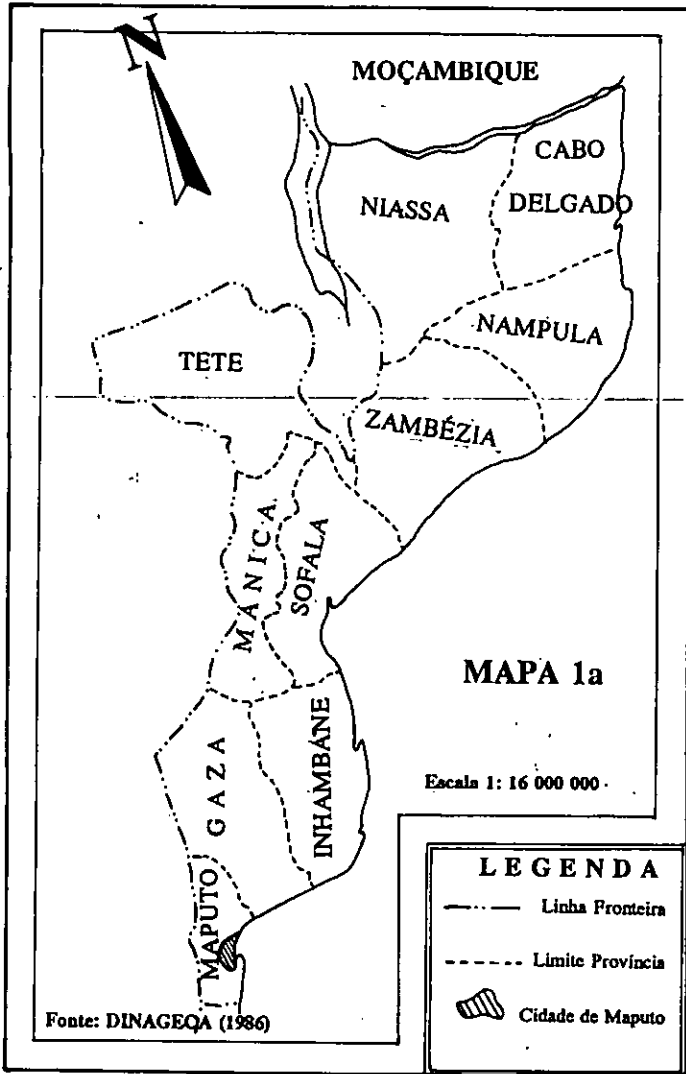 N
MOÇAMBIQUE
CABO
DELGADO
NIASSA
NAMPULA
TETE
ZAMBÉZIA
MANICA
SOFALA
MAPA 1a
INHAMBANE
GAZA
Escala 1: 16 000 000
MAPUTO
LEGENDA
Linha Fronteira
Limite Província
Cidade de Maputo
Fonte: DINAGECA (1986)